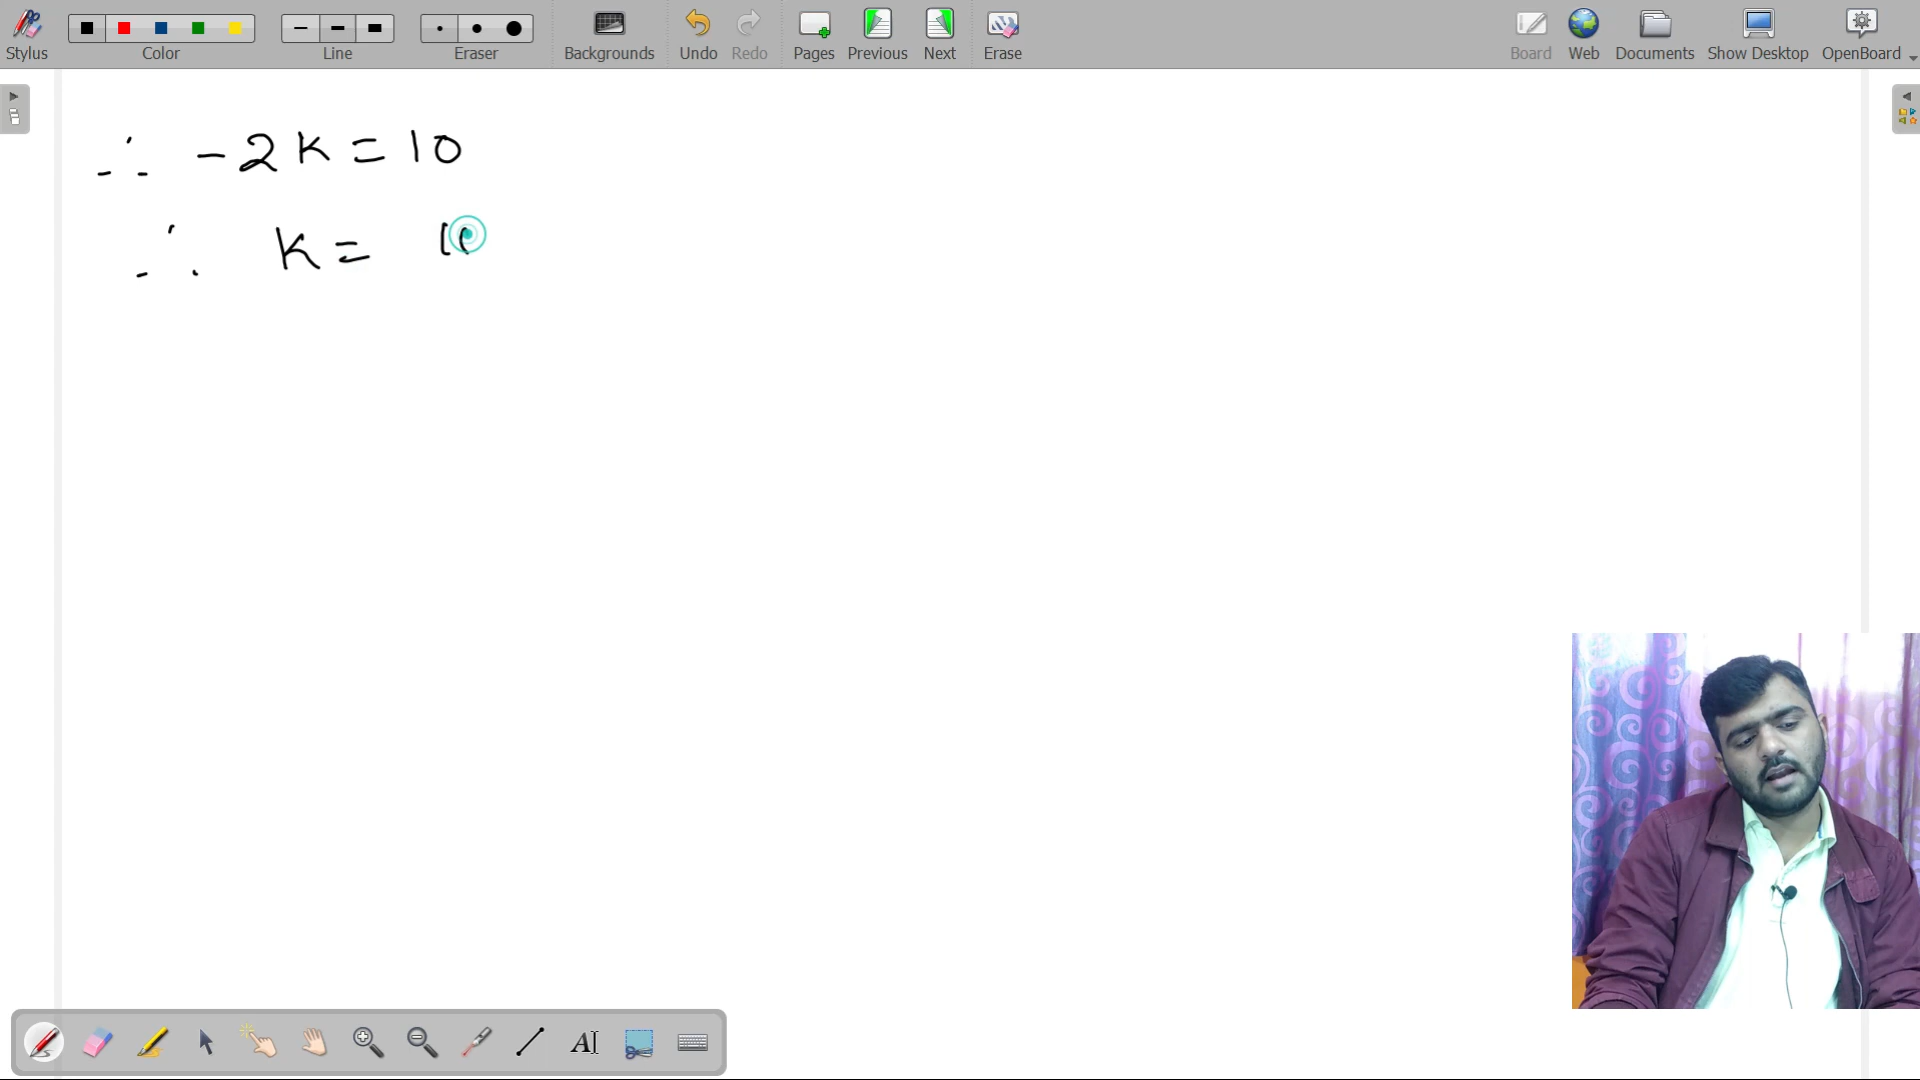 Stylus Color Line Eraser Backgrounds Undo Redo Pages Previous Next Erase Board Web Documents Show Desktop OpenBoard
∴ -2K = 10
∴ K =